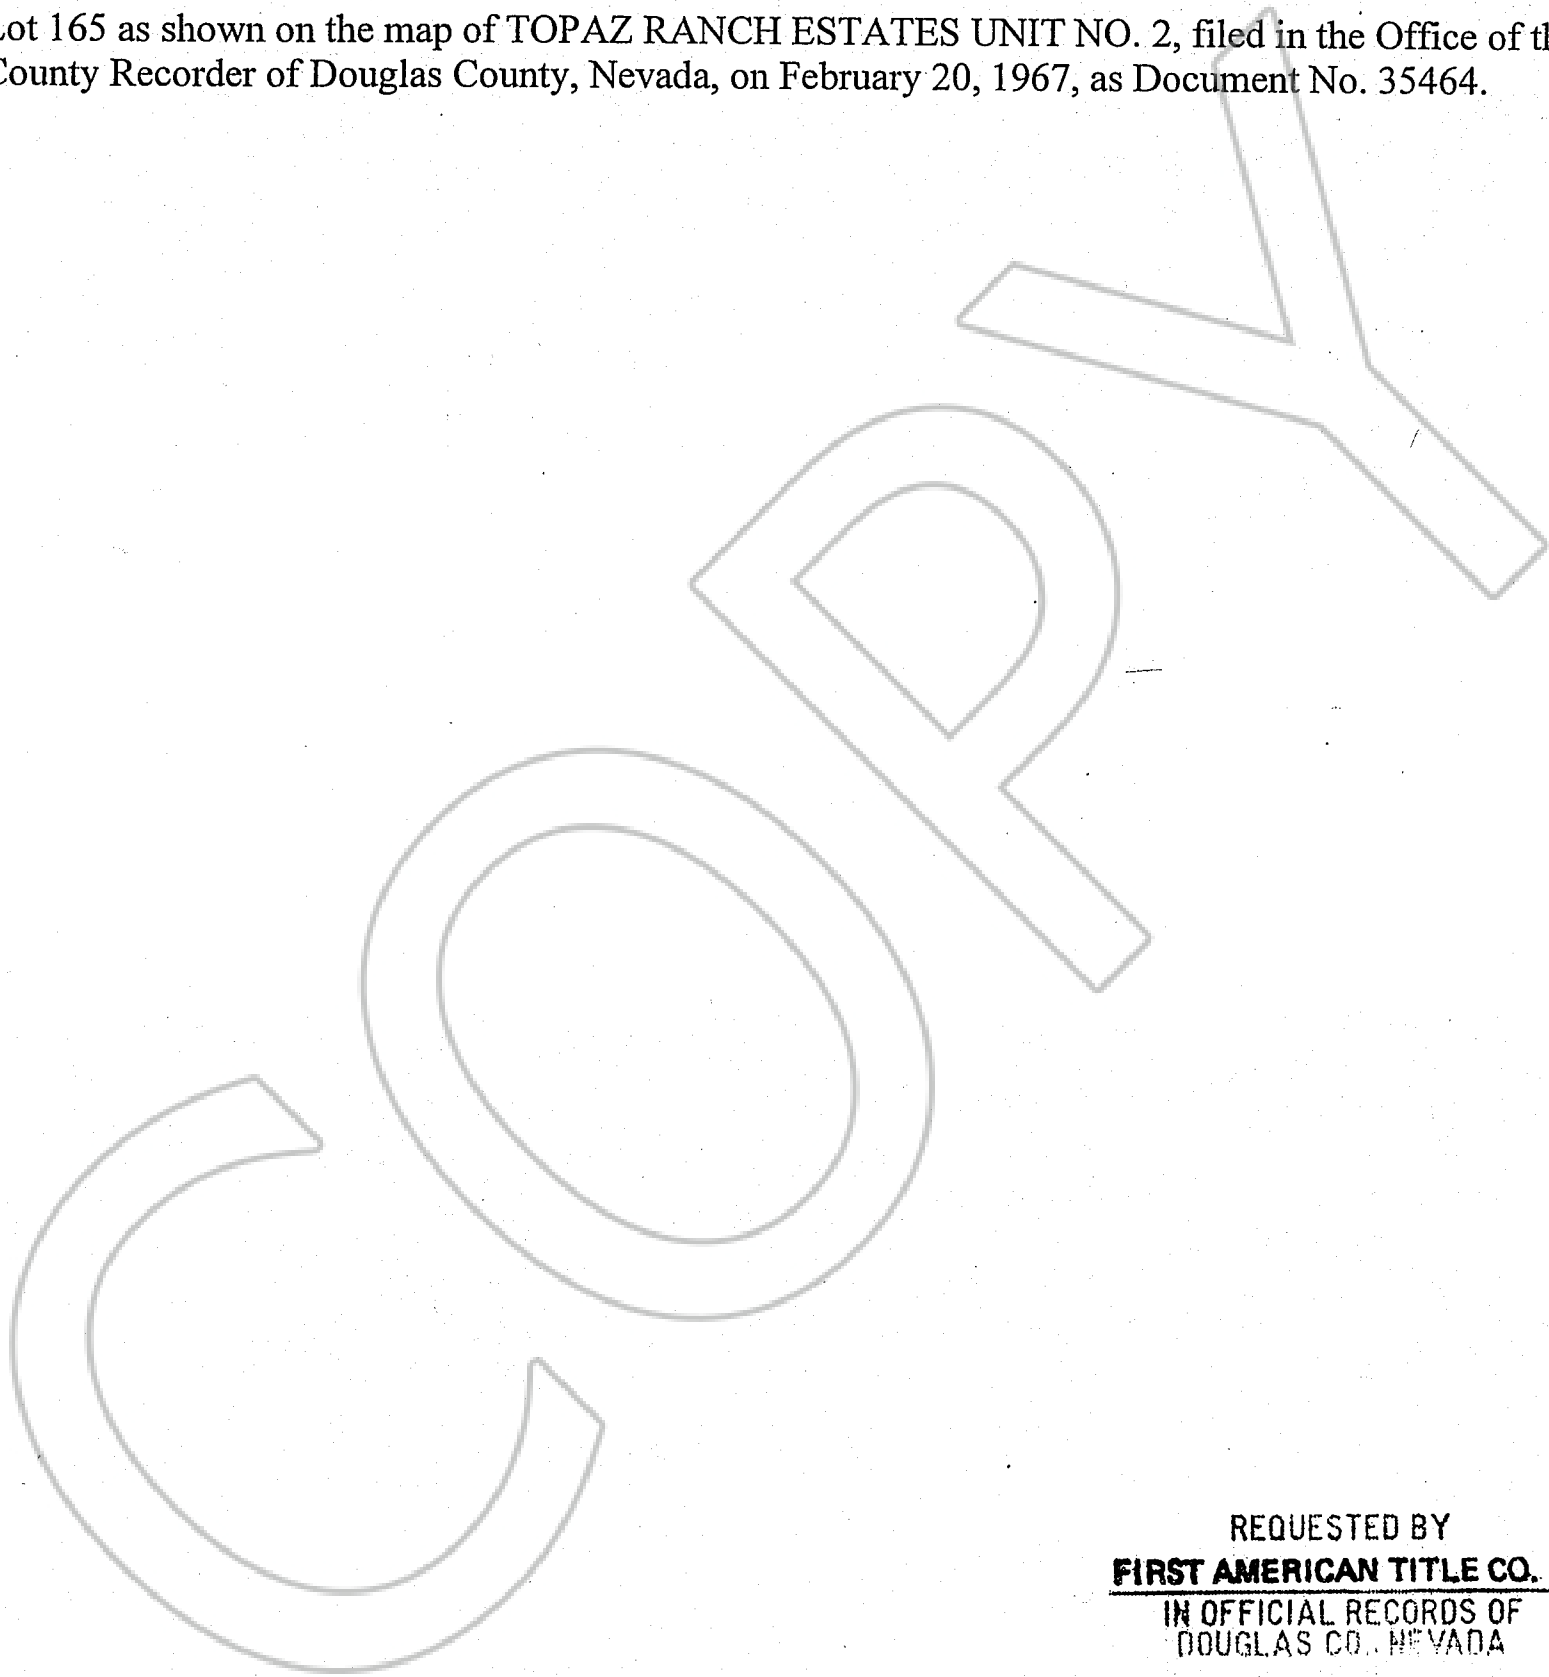 Lot 165 as shown on the map of TOPAZ RANCH ESTATES UNIT NO. 2, filed in the Office of th
County Recorder of Douglas County, Nevada, on February 20, 1967, as Document No. 35464.
COPY
REQUESTED BY
FIRST AMERICAN TITLE CO.
IN OFFICIAL RECORDS OF
DOUGLAS CO., NEVADA